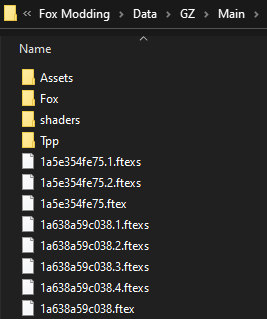 « Fox Modding > Data > GZ > Main >
Name
Assets
Fox
shaders
Tpp
1a5e354fe75.1.ftexs
1a5e354fe75.2.ftexs
1a5e354fe75.ftex
1a638a59c038.1.ftexs
1a638a59c038.2.ftexs
1a638a59c038.3.ftexs
1a638a59c038.4.ftexs
1a638a59c038.ftex